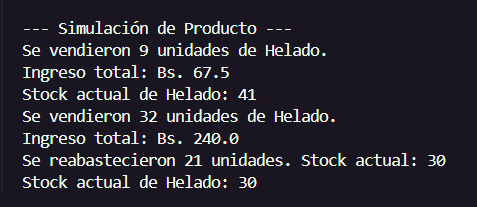 --- Simulación de Producto ---
Se vendieron 9 unidades de Helado.
Ingreso total: Bs. 67.5
Stock actual de Helado: 41
Se vendieron 32 unidades de Helado.
Ingreso total: Bs. 240.0
Se reabastecieron 21 unidades. Stock actual: 30
Stock actual de Helado: 30